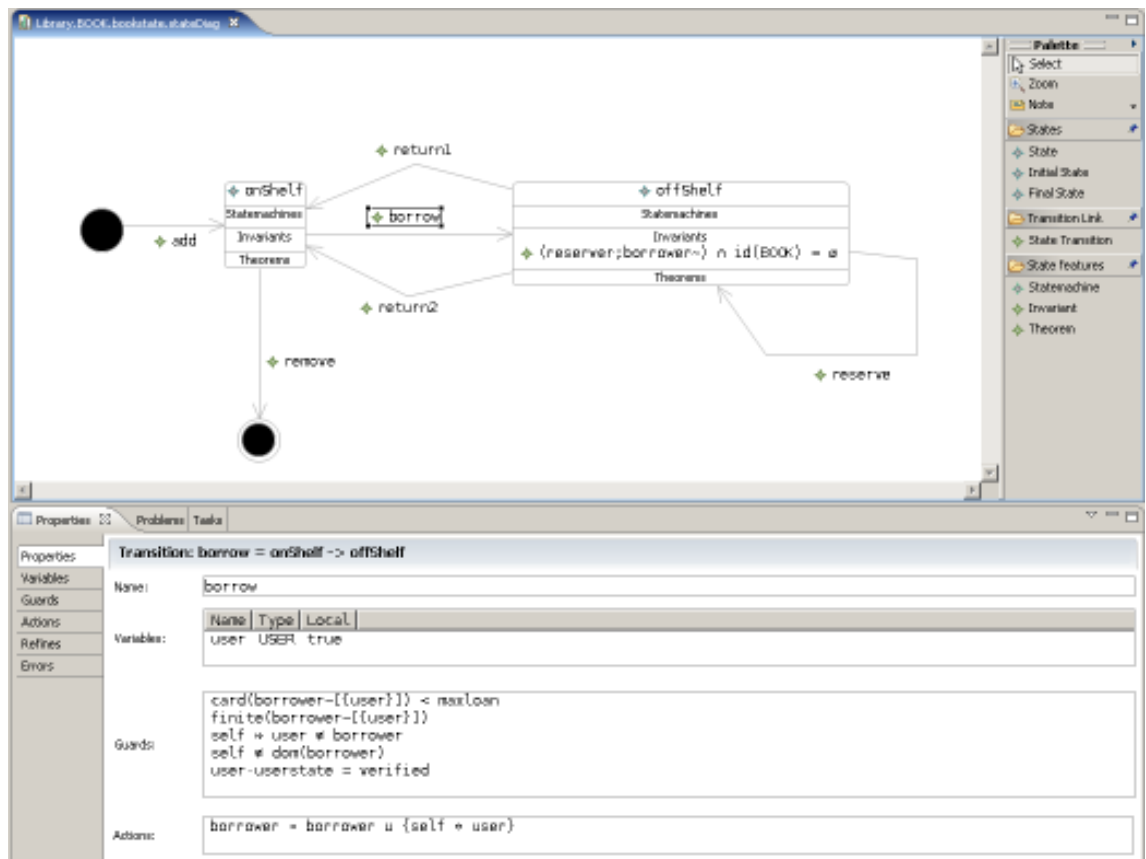 Library.BOOK.bookstate.stateDiag
Palette
Select
Zoom
Note
States
State
Initial State
Final State
Transition Link
State Transition
State features
Statemachine
Invariant
Theorem
return1
onShelf
Statemachines
Invariants
Theorems
borrow
offShelf
Statemachines
Invariants
(reserver;borrower~) ∩ id(BOOK) = ∅
Theorems
add
return2
remove
reserve
Properties Problems Tasks
Properties
Variables
Guards
Actions
Refines
Errors
Transition: borrow = onShelf -> offShelf
Name: borrow
Variables:
Name Type Local
user USER true
Guards:
card(borrower~[{user}]) < maxloan
finite(borrower~[{user}])
self ↦ user ∉ borrower
self ∉ dom(borrower)
user·userstate = verified
Actions:
borrower ≔ borrower ∪ {self ↦ user}